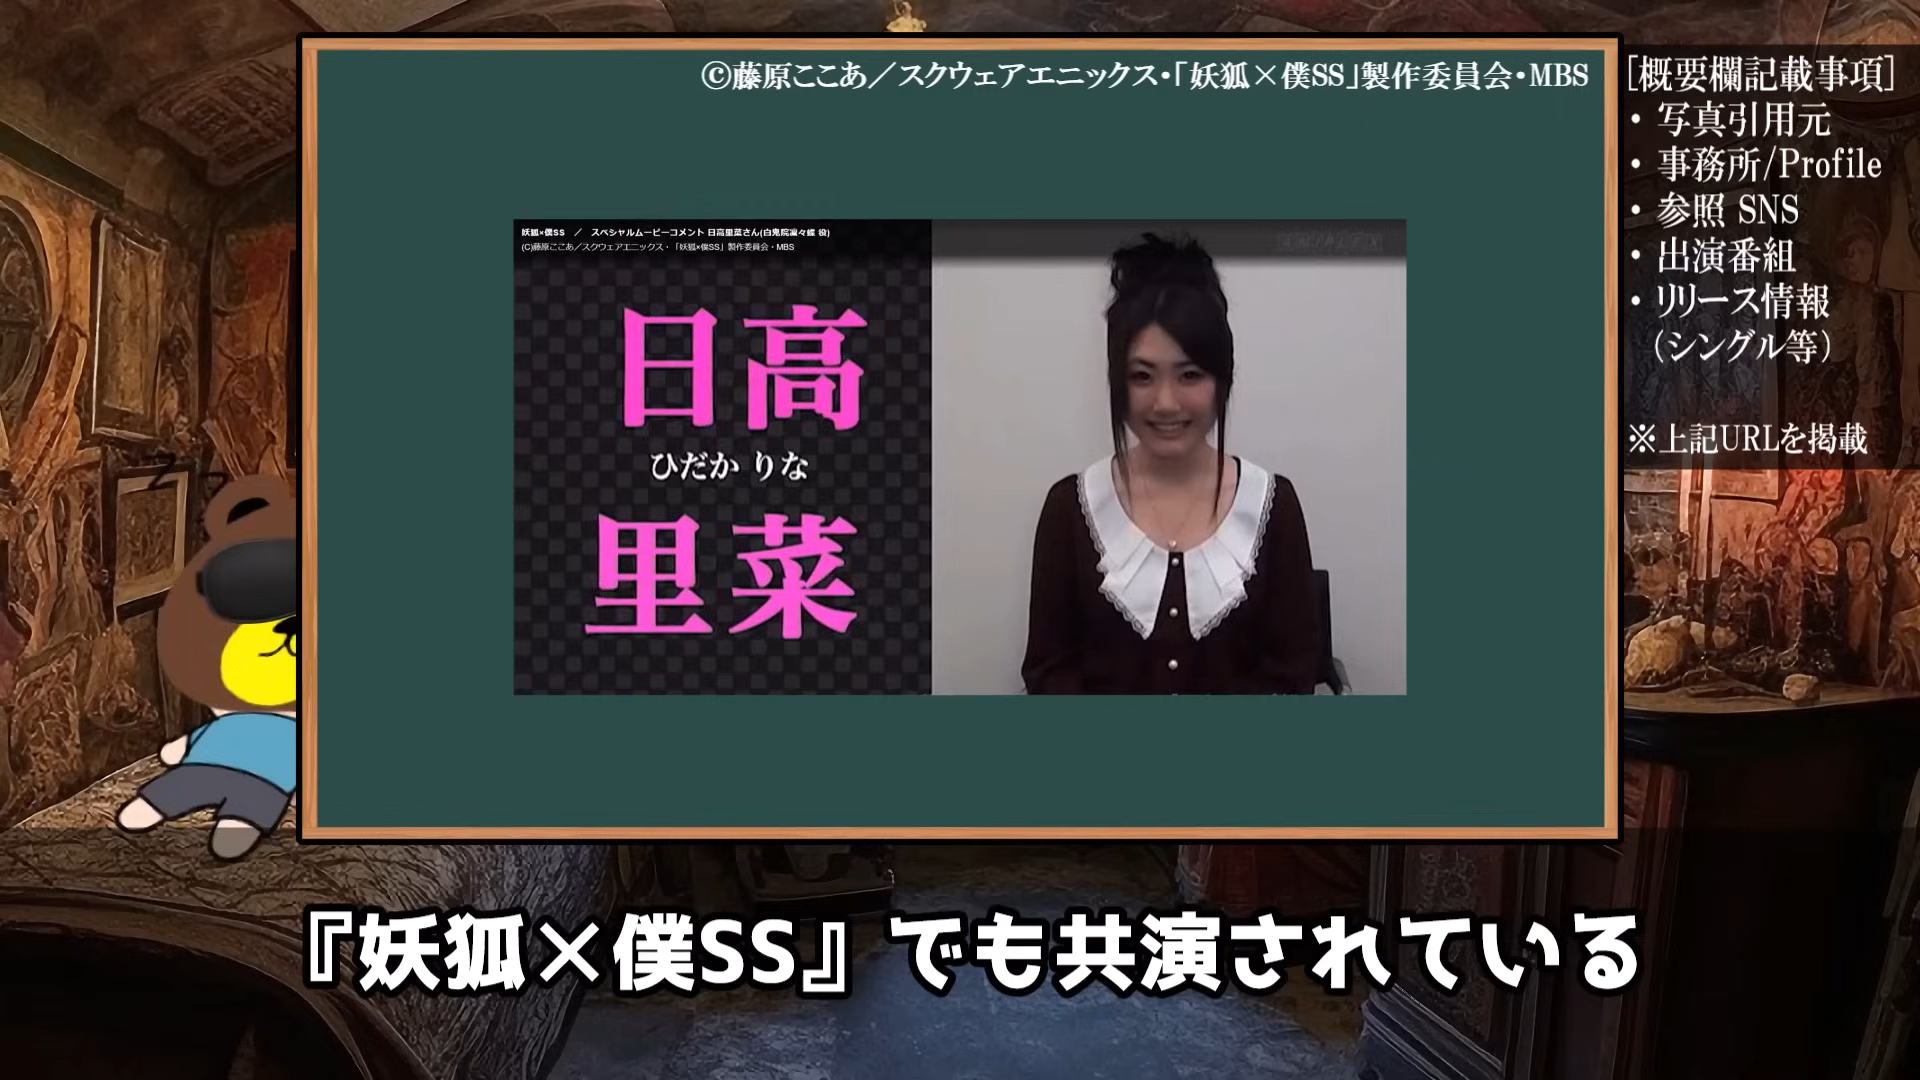 ©藤原ここあ／スクウェアエニックス・「妖狐×僕SS」製作委員会・MBS
[概要欄記載事項]
・写真引用元
・事務所/Profile
・参照 SNS
・出演番組
・リリース情報
（シングル等）
※上記URLを掲載
妖狐×僕SS　／　スペシャルムービーコメント 日高里菜さん(白鬼院凜々蝶 役)
(C)藤原ここあ／スクウェアエニックス・「妖狐×僕SS」製作委員会・MBS
日高
ひだか りな
里菜
『妖狐×僕SS』でも共演されている